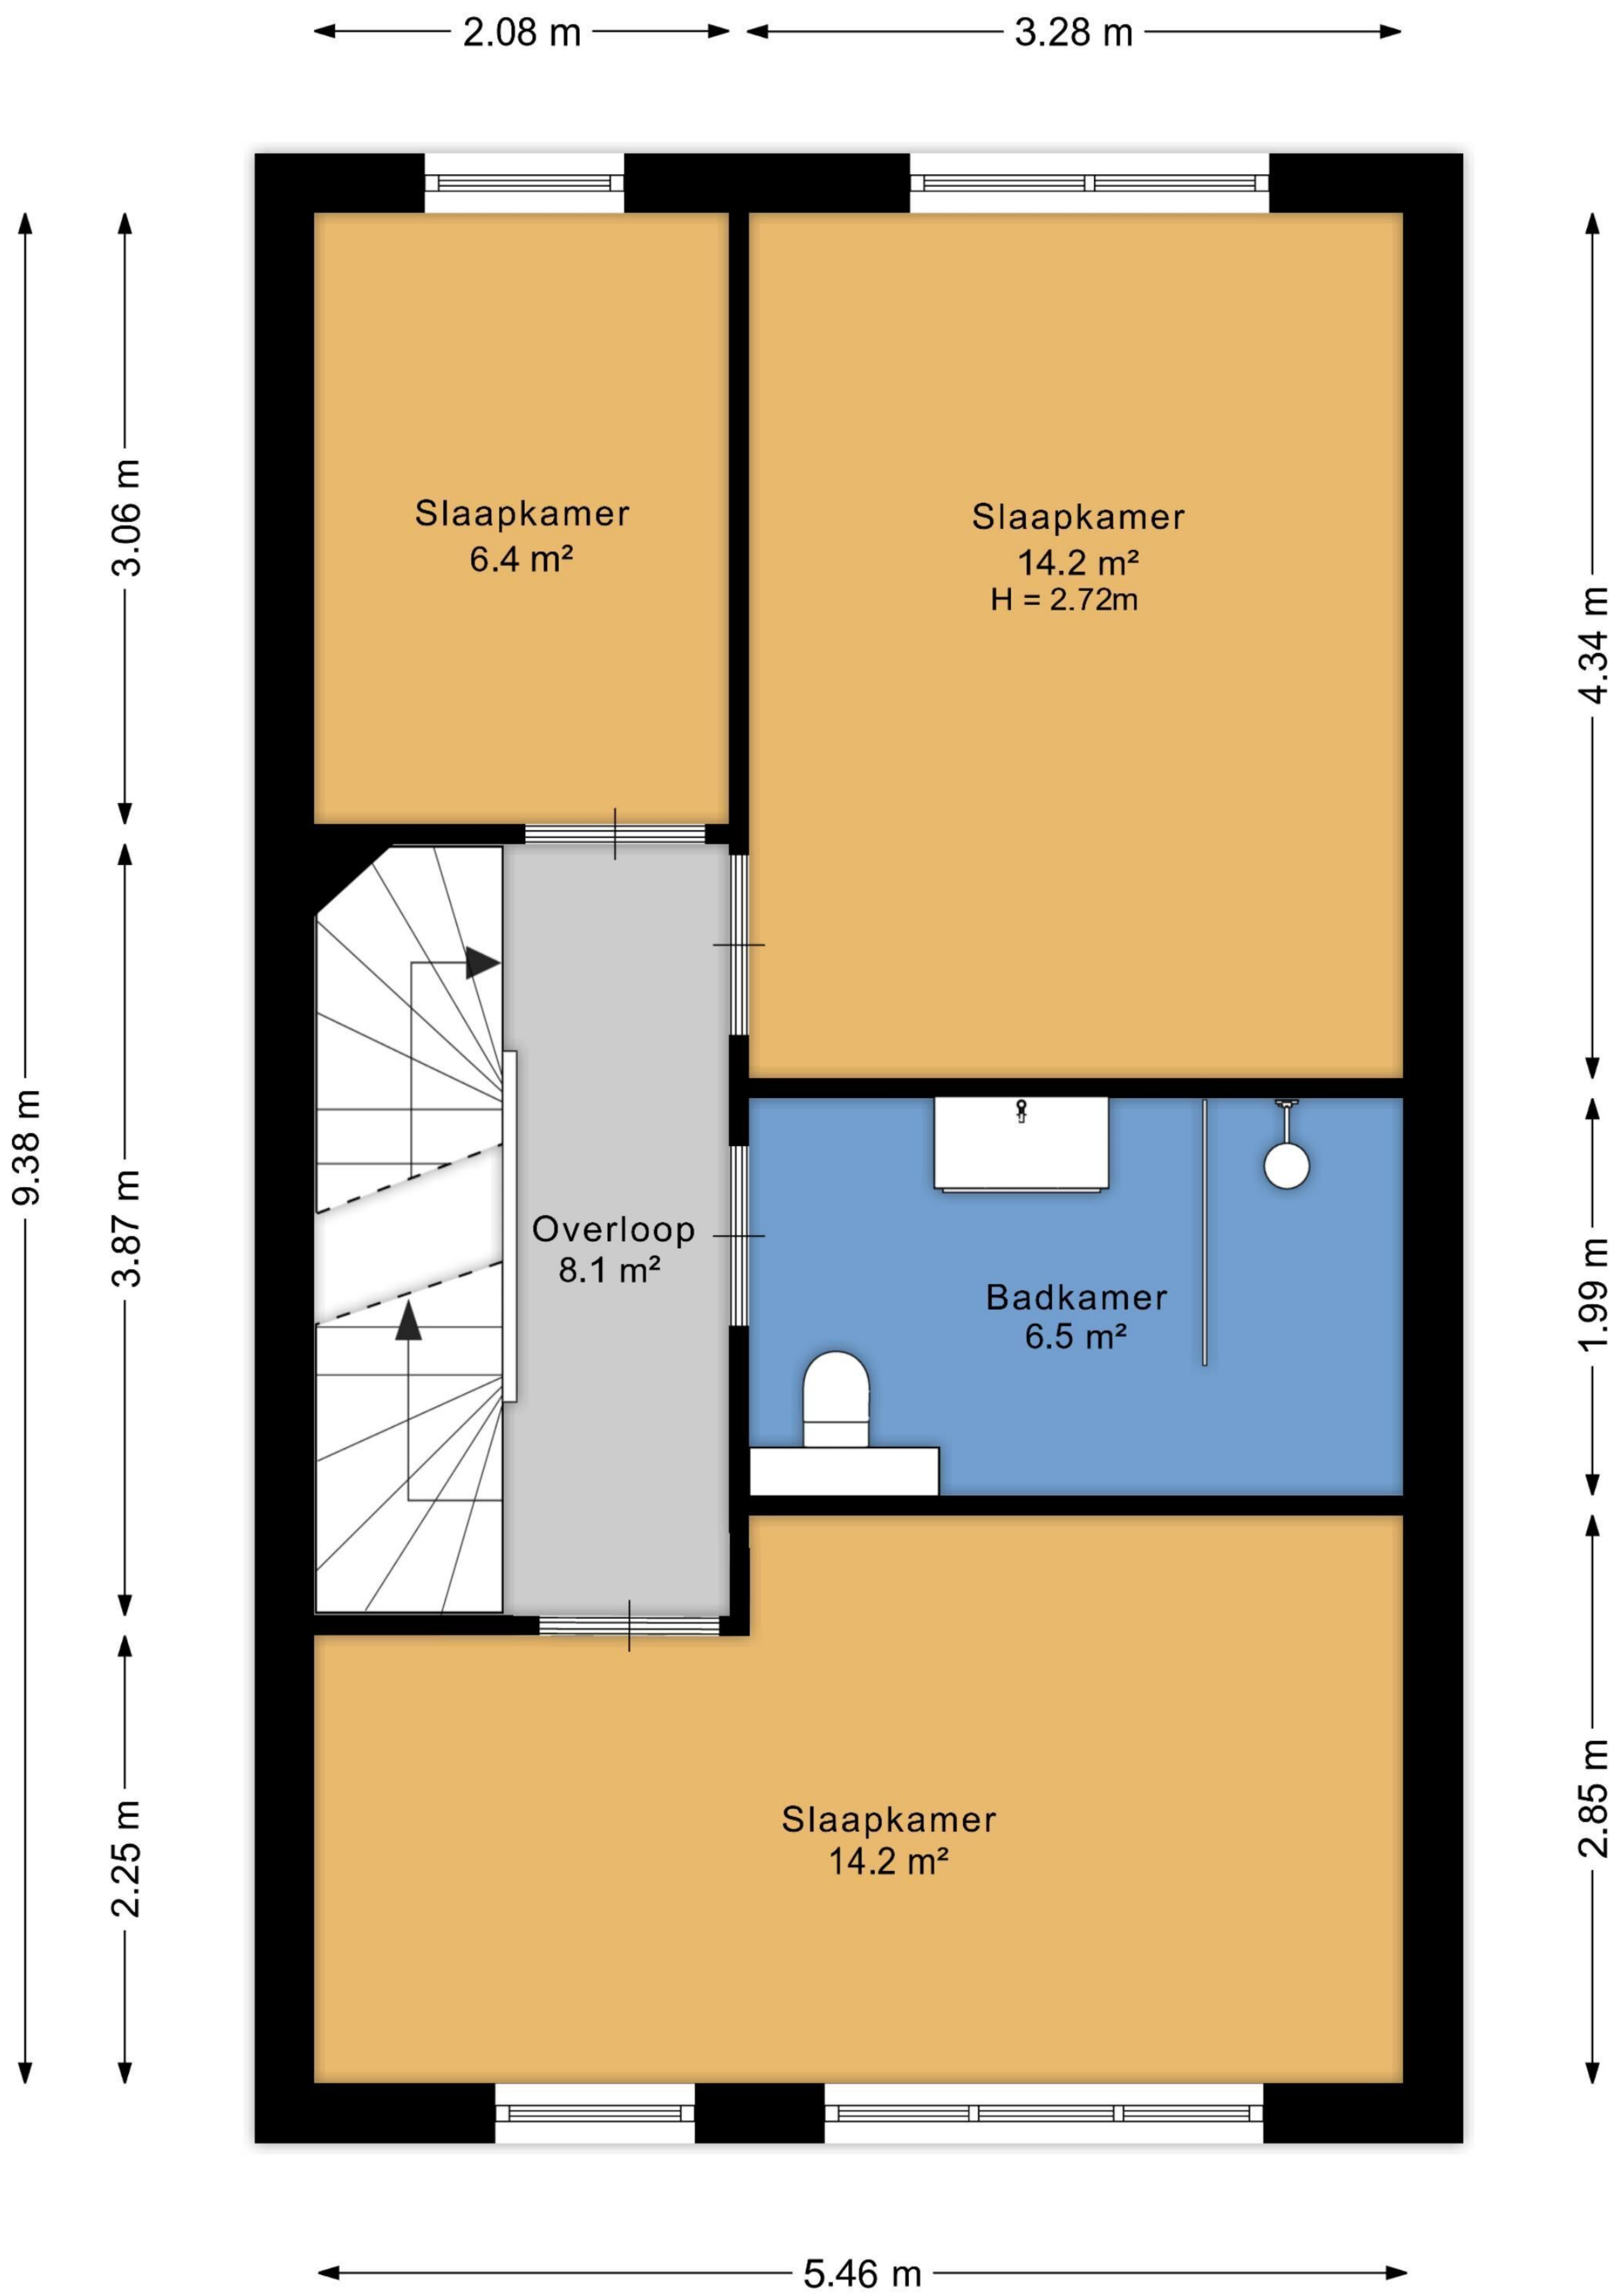 2.08 m
3.28 m
Slaapkamer
6.4 m²
Slaapkamer
14.2 m²
H = 2.72m
3.06 m
4.34 m
9.38 m
3.87 m
Overloop
8.1 m²
Badkamer
6.5 m²
1.99 m
Slaapkamer
14.2 m²
2.25 m
2.85 m
5.46 m